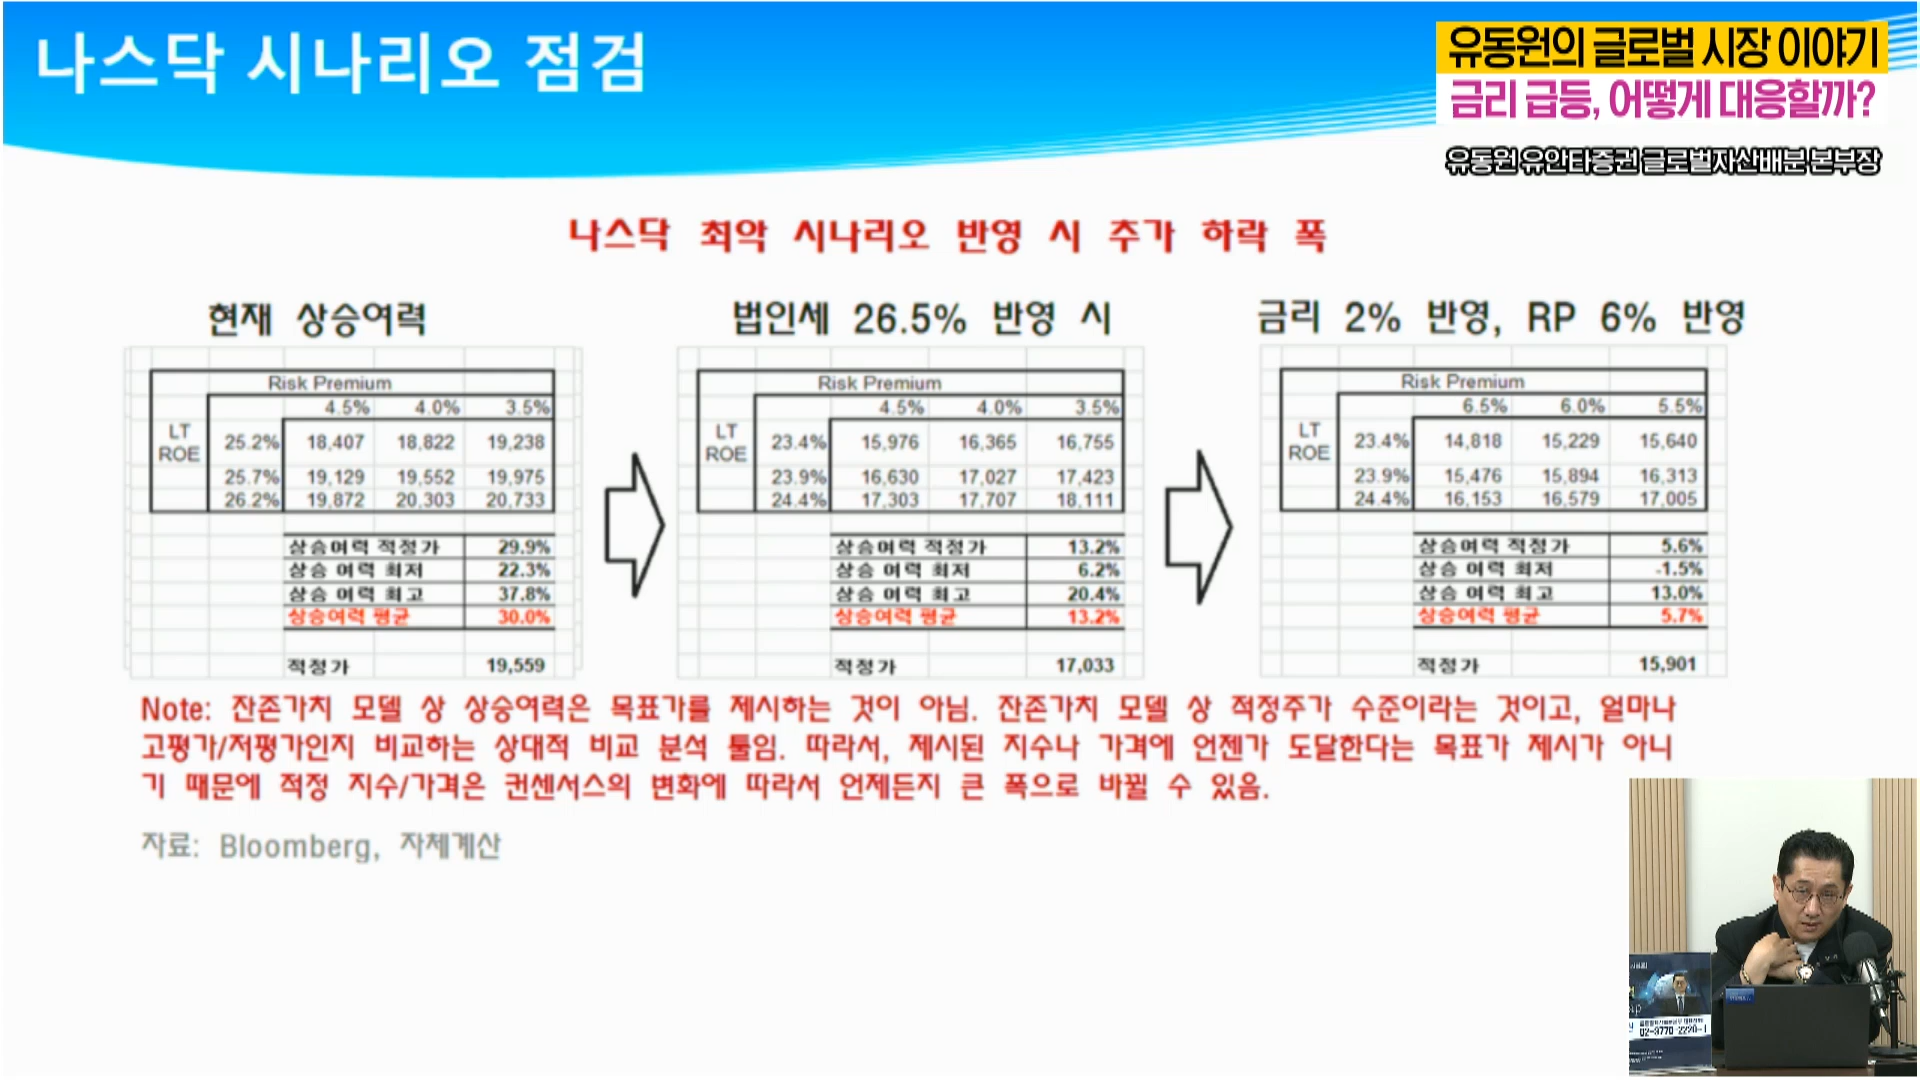 나스닥 시나리오 점검
유동원의 글로벌 시장 이야기
금리 급등, 어떻게 대응할까?
유동원 유안타증권 글로벌자산배분 본부장
나스닥 최악 시나리오 반영 시 추가 하락 폭
현재 상승여력
Risk Premium
4.5% 4.0% 3.5%
LT ROE
25.2% 18,407 18,822 19,238
25.7% 19,129 19,552 19,975
26.2% 19,872 20,303 20,733
상승여력 적정가 29.9%
상승 여력 최저 22.3%
상승 여력 최고 37.8%
상승여력 평균 30.0%
적정가 19,559
법인세 26.5% 반영 시
Risk Premium
4.5% 4.0% 3.5%
LT ROE
23.4% 15,976 16,365 16,755
23.9% 16,630 17,027 17,423
24.4% 17,303 17,707 18,111
상승여력 적정가 13.2%
상승 여력 최저 6.2%
상승 여력 최고 20.4%
상승여력 평균 13.2%
적정가 17,033
금리 2% 반영, RP 6% 반영
Risk Premium
6.5% 6.0% 5.5%
LT ROE
23.4% 14,818 15,229 15,640
23.9% 15,476 15,894 16,313
24.4% 16,153 16,579 17,005
상승여력 적정가 5.6%
상승 여력 최저 -1.5%
상승 여력 최고 13.0%
상승여력 평균 5.7%
적정가 15,901
Note: 잔존가치 모델 상 상승여력은 목표가를 제시하는 것이 아님. 잔존가치 모델 상 적정주가 수준이라는 것이고, 얼마나
고평가/저평가인지 비교하는 상대적 비교 분석 툴임. 따라서, 제시된 지수나 가격에 언젠가 도달한다는 목표가 제시가 아니
기 때문에 적정 지수/가격은 컨센서스의 변화에 따라서 언제든지 큰 폭으로 바뀔 수 있음.
자료: Bloomberg, 자체계산
02-3770-2220~1